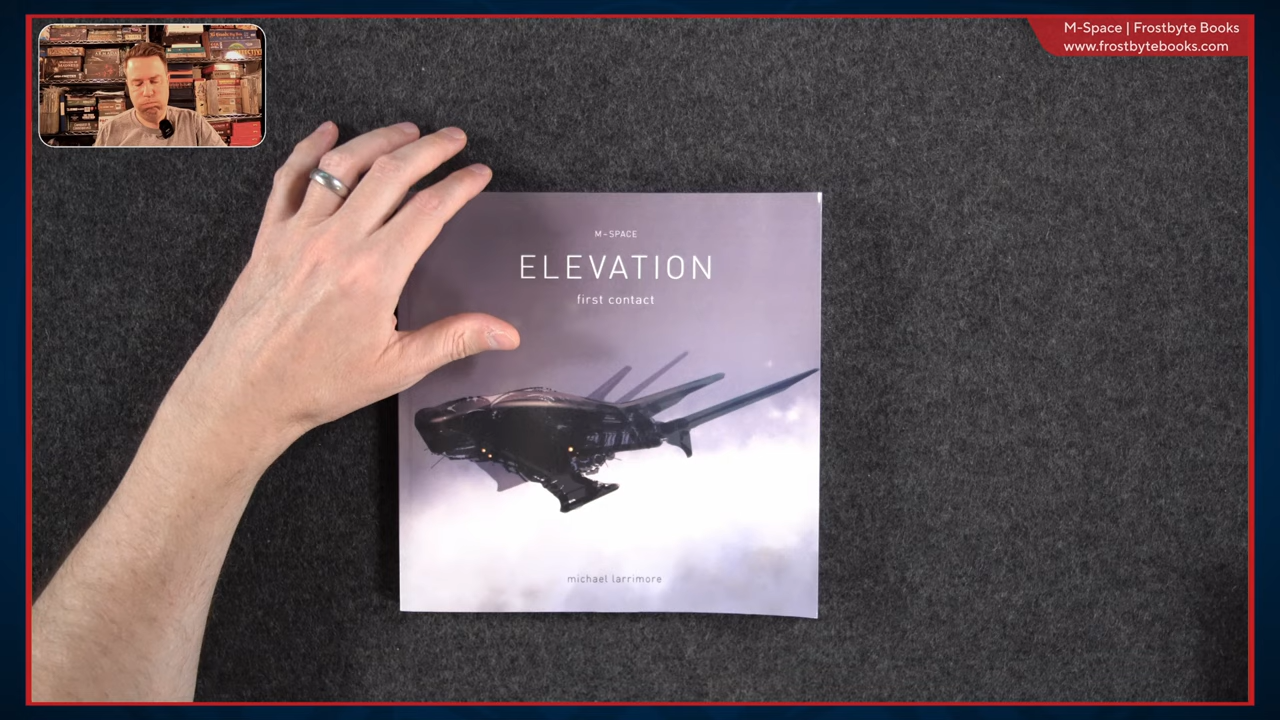 M-Space | Frostbyte Books
www.frostbytebooks.com
M-SPACE
ELEVATION
first contact
michael larrimore